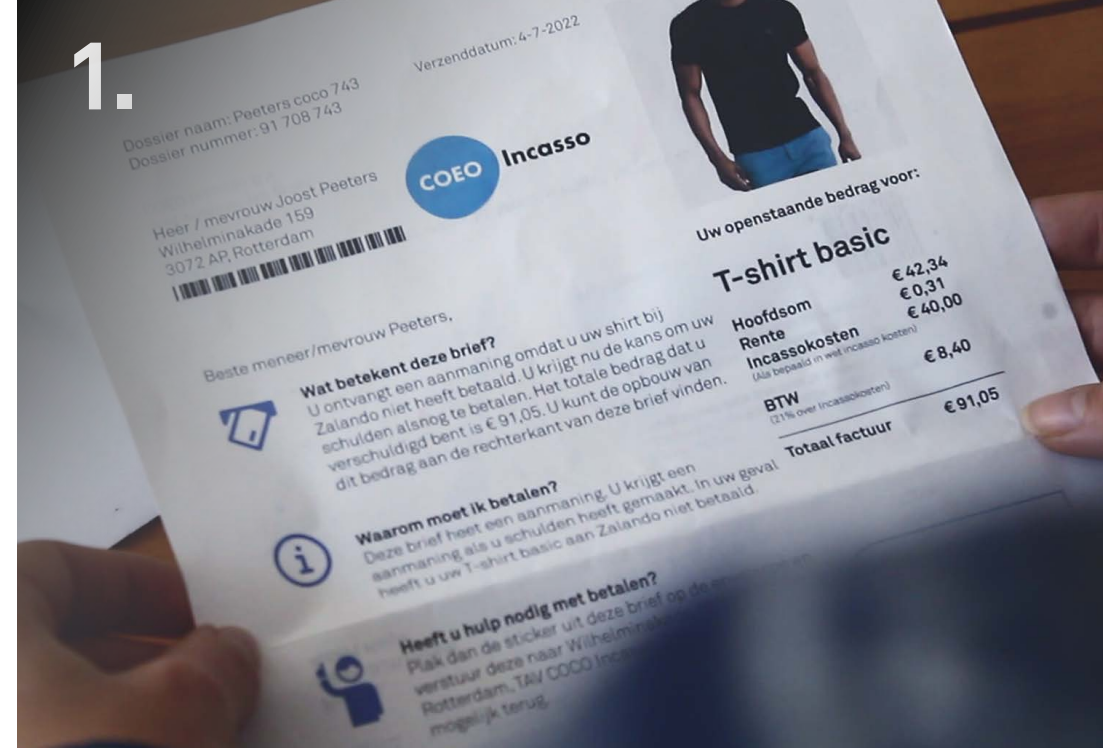 1.
Dossier naam: Peeters coco 743
Dossier nummer: 91 708 743
Verzenddatum: 4-7-2022
COEO Incasso
Heer / mevrouw Joost Peeters
Wilhelminakade 159
3072 AP, Rotterdam
Beste meneer/mevrouw Peeters,
Wat betekent deze brief?
U ontvangt een aanmaning omdat u uw shirt bij
Zalando niet heeft betaald. U krijgt nu de kans om uw
schulden alsnog te betalen. Het totale bedrag dat u
verschuldigd bent is € 91,05. U kunt de opbouw van
dit bedrag aan de rechterkant van deze brief vinden.
Waarom moet ik betalen?
Deze brief heet een aanmaning. U krijgt een
aanmaning als u schulden heeft gemaakt. In uw geval
heeft u uw T-shirt basic aan Zalando niet betaald.
Heeft u hulp nodig met betalen?
Plak dan de sticker uit deze brief op de
verstuur deze naar
Rotterdam, TAV COCO
mogelijk terug.
Uw openstaande bedrag voor:
T-shirt basic
Hoofdsom € 42,34
Rente € 0,31
Incassokosten € 40,00
(Als bepaald in wet incasso kosten)
BTW € 8,40
(21% over Incassokosten)
Totaal factuur € 91,05